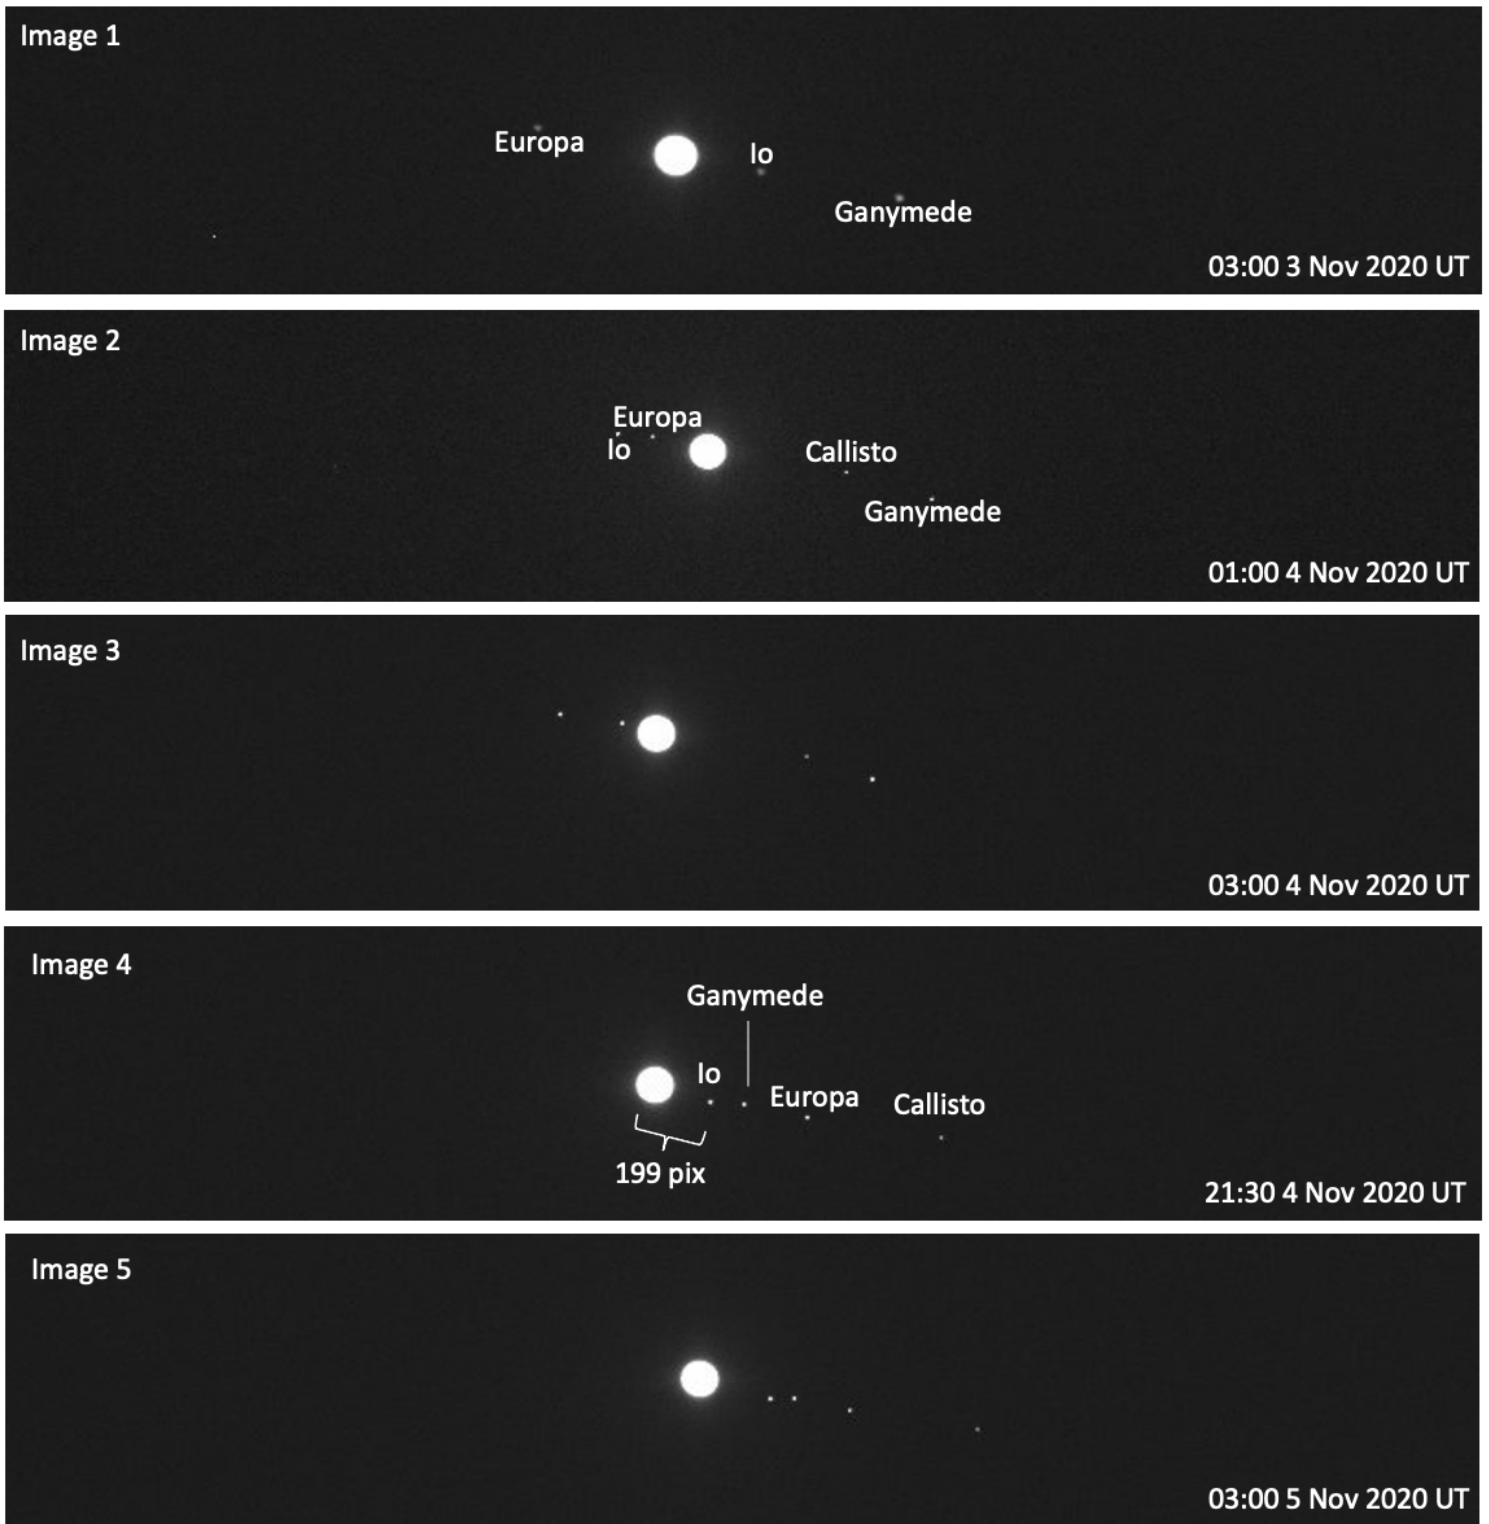 Image 1
Europa
Io
Ganymede
03:00 3 Nov 2020 UT
Image 2
Europa
Io
Callisto
Ganymede
01:00 4 Nov 2020 UT
Image 3
03:00 4 Nov 2020 UT
Image 4
Ganymede
Io
Europa
Callisto
199 pix
21:30 4 Nov 2020 UT
Image 5
03:00 5 Nov 2020 UT